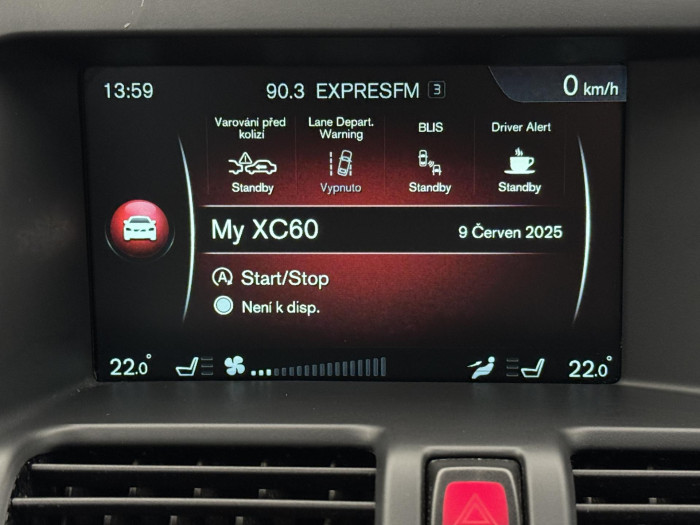 13:59
90.3 EXPRESFM 3
0 km/h
Varování před
kolizí
Standby
Lane Depart.
Warning
Vypnuto
BLIS
Standby
Driver Alert
Standby
My XC60
9 Červen 2025
A Start/Stop
Není k disp.
22.0°
22.0°